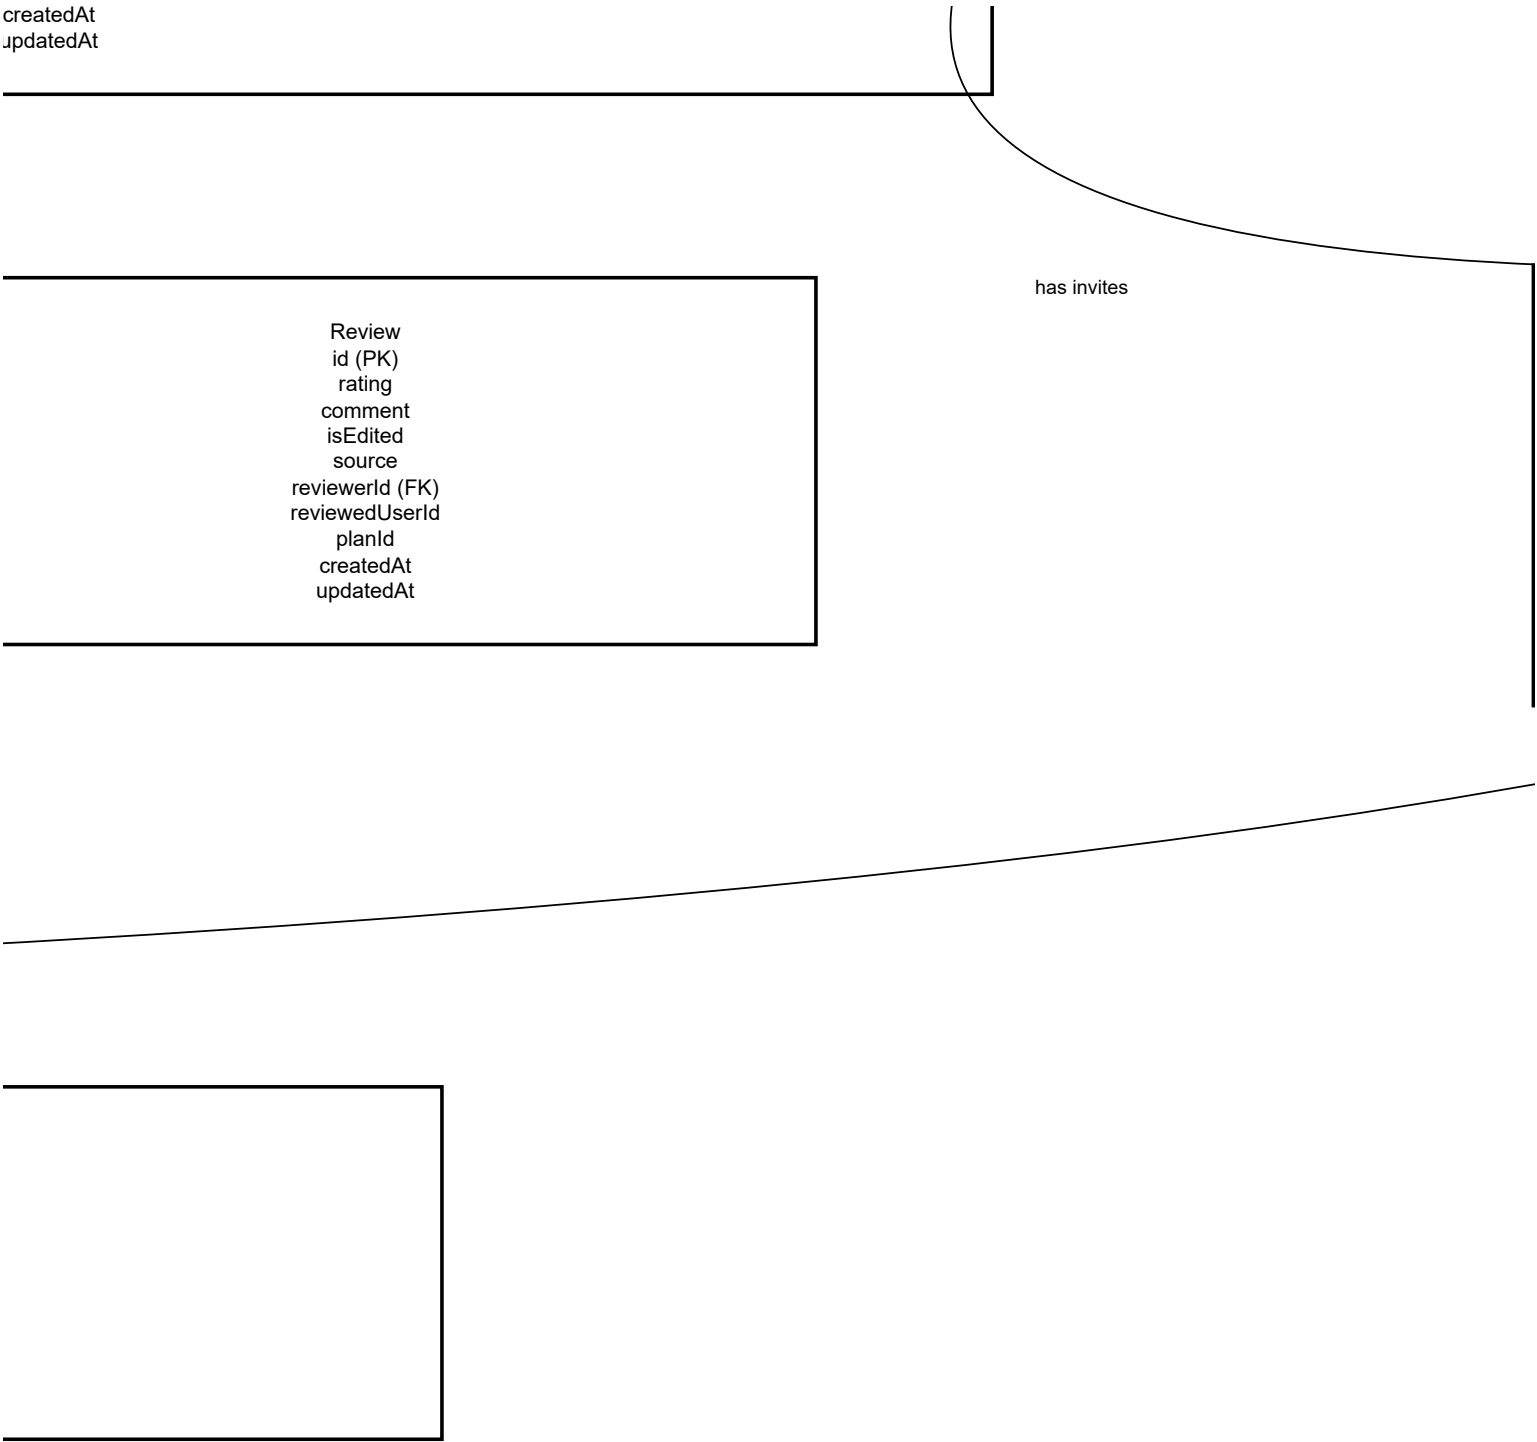 createdAt
updatedAt
has invites
Review
id (PK)
rating
comment
isEdited
source
reviewerId (FK)
reviewedUserId
planId
createdAt
updatedAt